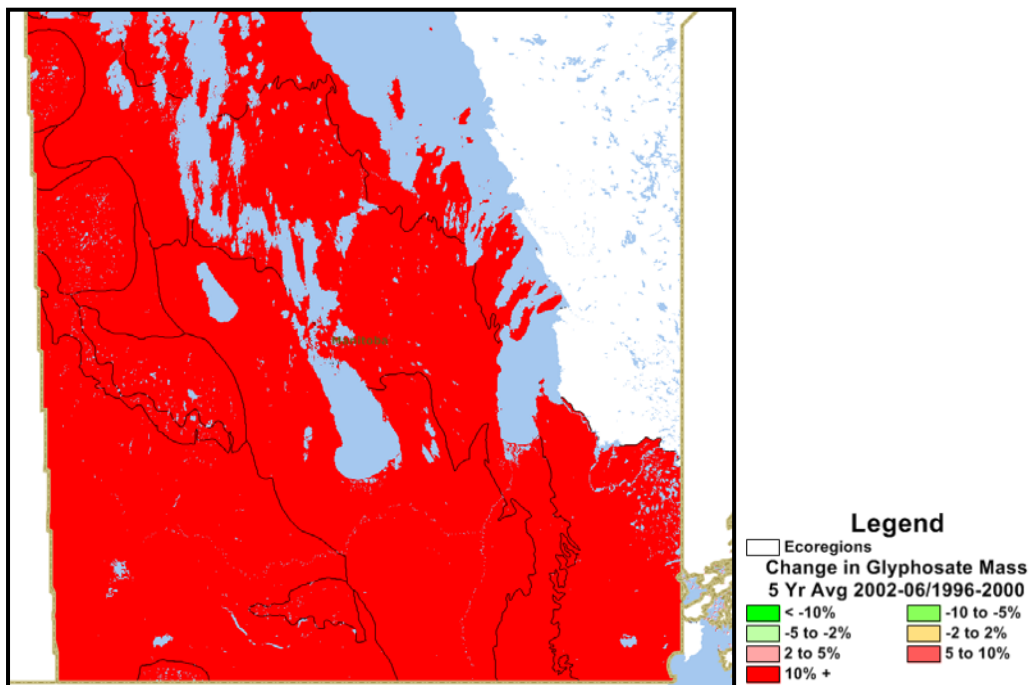 Manitoba
Legend
Ecoregions
Change in Glyphosate Mass
5 Yr Avg 2002-06/1996-2000
< -10%
-10 to -5%
-5 to -2%
-2 to 2%
2 to 5%
5 to 10%
10% +